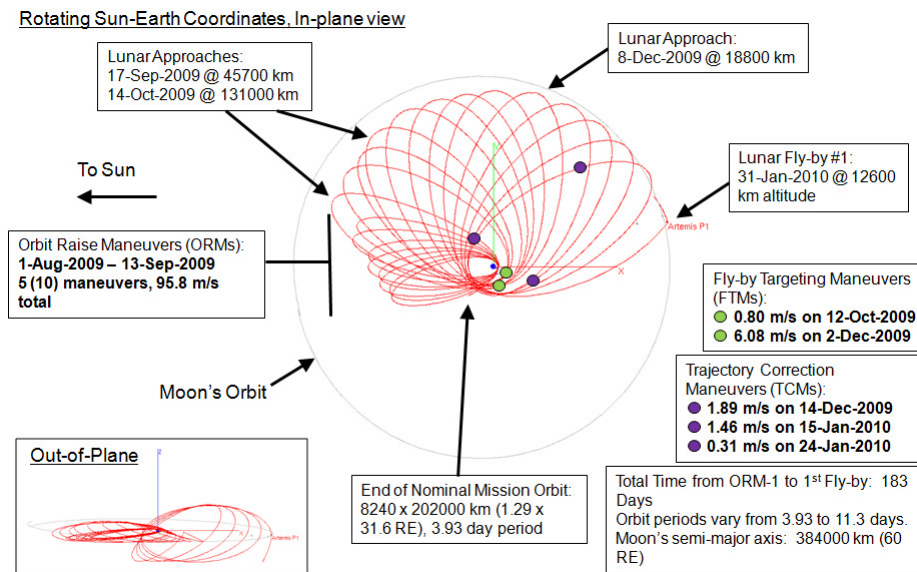 Rotating Sun-Earth Coordinates, In-plane view
Lunar Approaches:
17-Sep-2009 @ 45700 km
14-Oct-2009 @ 131000 km
Lunar Approach:
8-Dec-2009 @ 18800 km
To Sun
Lunar Fly-by #1:
31-Jan-2010 @ 12600
km altitude
Y
Artemis P1
X
Orbit Raise Maneuvers (ORMs):
1-Aug-2009 – 13-Sep-2009
5 (10) maneuvers, 95.8 m/s
total
Fly-by Targeting Maneuvers
(FTMs):
0.80 m/s on 12-Oct-2009
6.08 m/s on 2-Dec-2009
Moon's Orbit
Trajectory Correction
Maneuvers (TCMs):
1.89 m/s on 14-Dec-2009
1.46 m/s on 15-Jan-2010
0.31 m/s on 24-Jan-2010
Out-of-Plane
Z
X
Artemis P1
End of Nominal Mission Orbit:
8240 x 202000 km (1.29 x
31.6 RE), 3.93 day period
Total Time from ORM-1 to 1st Fly-by: 183
Days
Orbit periods vary from 3.93 to 11.3 days.
Moon's semi-major axis: 384000 km (60
RE)